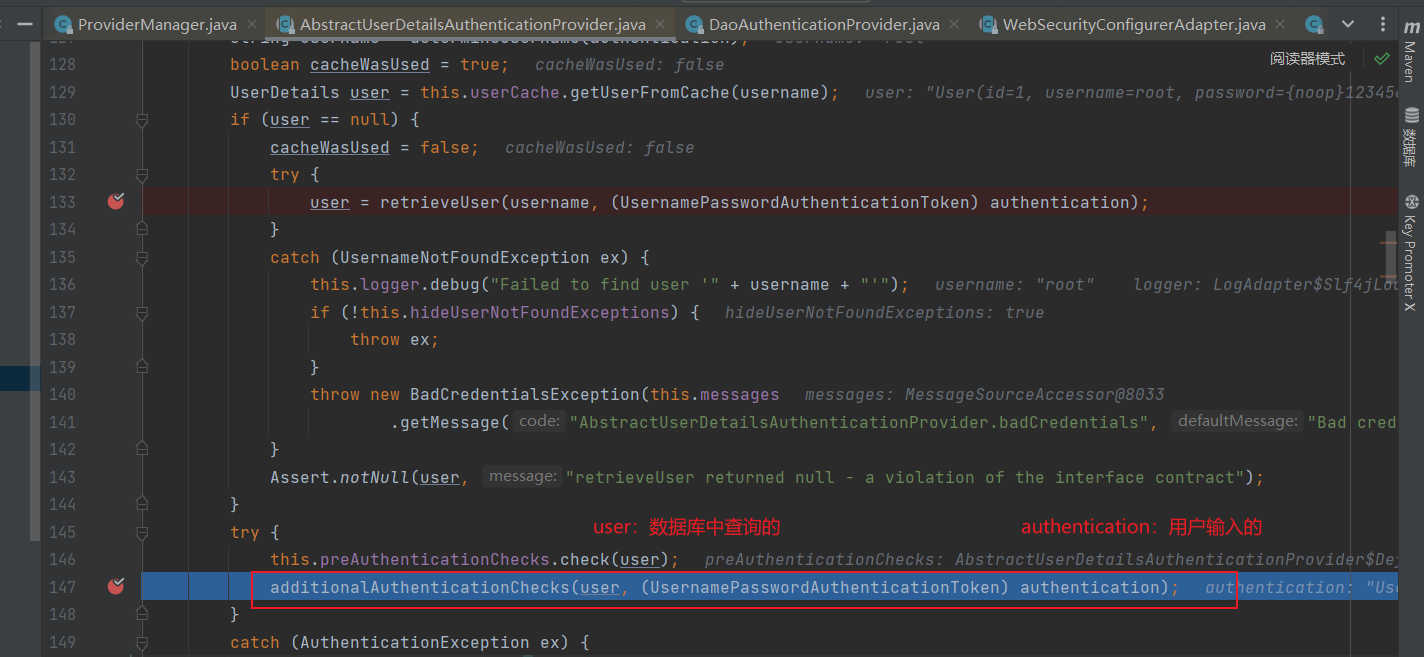 ProviderManager.java AbstractUserDetailsAuthenticationProvider.java DaoAuthenticationProvider.java WebSecurityConfigurerAdapter.java
阅读器模式
128 boolean cacheWasUsed = true; cacheWasUsed: false
129 UserDetails user = this.userCache.getUserFromCache(username); user: "User(id=1, username=root, password={noop}12345
130 if (user == null) {
131 cacheWasUsed = false; cacheWasUsed: false
132 try {
133 user = retrieveUser(username, (UsernamePasswordAuthenticationToken) authentication);
134 }
135 catch (UsernameNotFoundException ex) {
136 this.logger.debug("Failed to find user '" + username + "'"); username: "root" logger: LogAdapter$Slf4jLo
137 if (!this.hideUserNotFoundExceptions) { hideUserNotFoundExceptions: true
138 throw ex;
139 }
140 throw new BadCredentialsException(this.messages messages: MessageSourceAccessor@8033
141 .getMessage( code: "AbstractUserDetailsAuthenticationProvider.badCredentials", defaultMessage: "Bad cred
142 }
143 Assert.notNull(user, message: "retrieveUser returned null - a violation of the interface contract");
144 }
user：数据库中查询的 authentication：用户输入的
145 try {
146 this.preAuthenticationChecks.check(user); preAuthenticationChecks: AbstractUserDetailsAuthenticationProvider$De
147 additionalAuthenticationChecks(user, (UsernamePasswordAuthenticationToken) authentication); authentication: "Us
148 }
149 catch (AuthenticationException ex) {
m
Maven
数据库
Key Promoter X